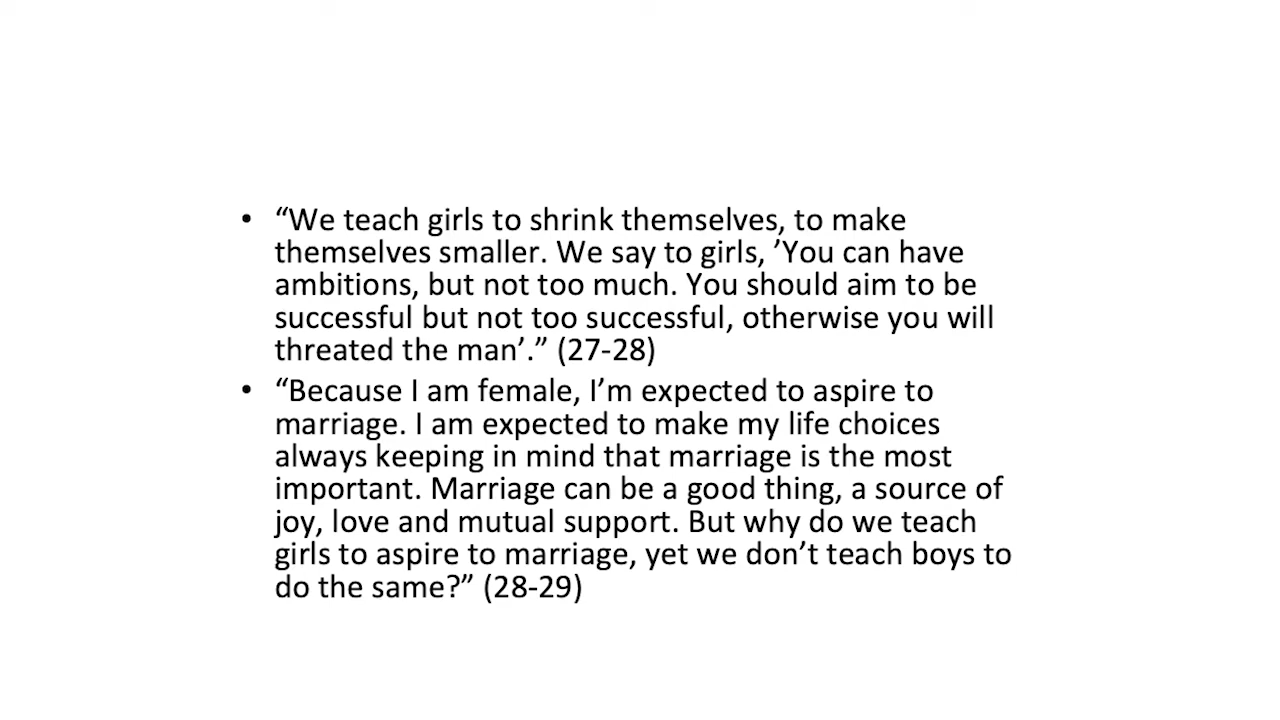 • “We teach girls to shrink themselves, to make
themselves smaller. We say to girls, ’You can have
ambitions, but not too much. You should aim to be
successful but not too successful, otherwise you will
threated the man’.” (27-28)
• “Because I am female, I’m expected to aspire to
marriage. I am expected to make my life choices
always keeping in mind that marriage is the most
important. Marriage can be a good thing, a source of
joy, love and mutual support. But why do we teach
girls to aspire to marriage, yet we don’t teach boys to
do the same?” (28-29)